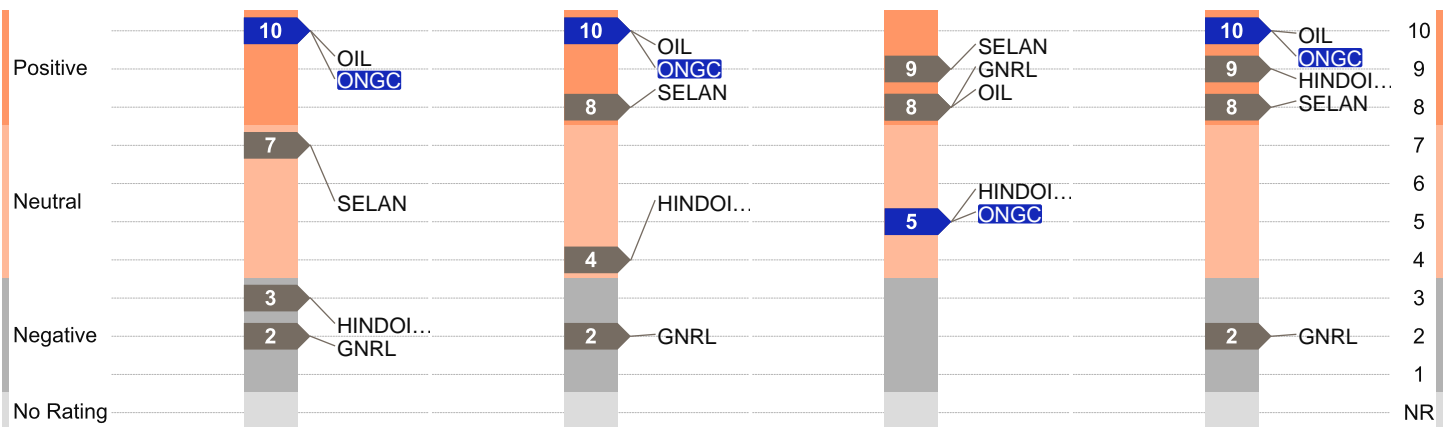 10 10 10 10
OIL OIL SELAN OIL
Positive ONGC ONGC 9 GNRL 9 ONGC 9
8 SELAN 8 OIL 8 HINDOI... SELAN 8
7 7
6
Neutral SELAN HINDOI... HINDOI...
5 ONGC 5
4 4
3 3
HINDOI...
Negative 2 GNRL 2 GNRL 2 GNRL 2
1
No Rating NR